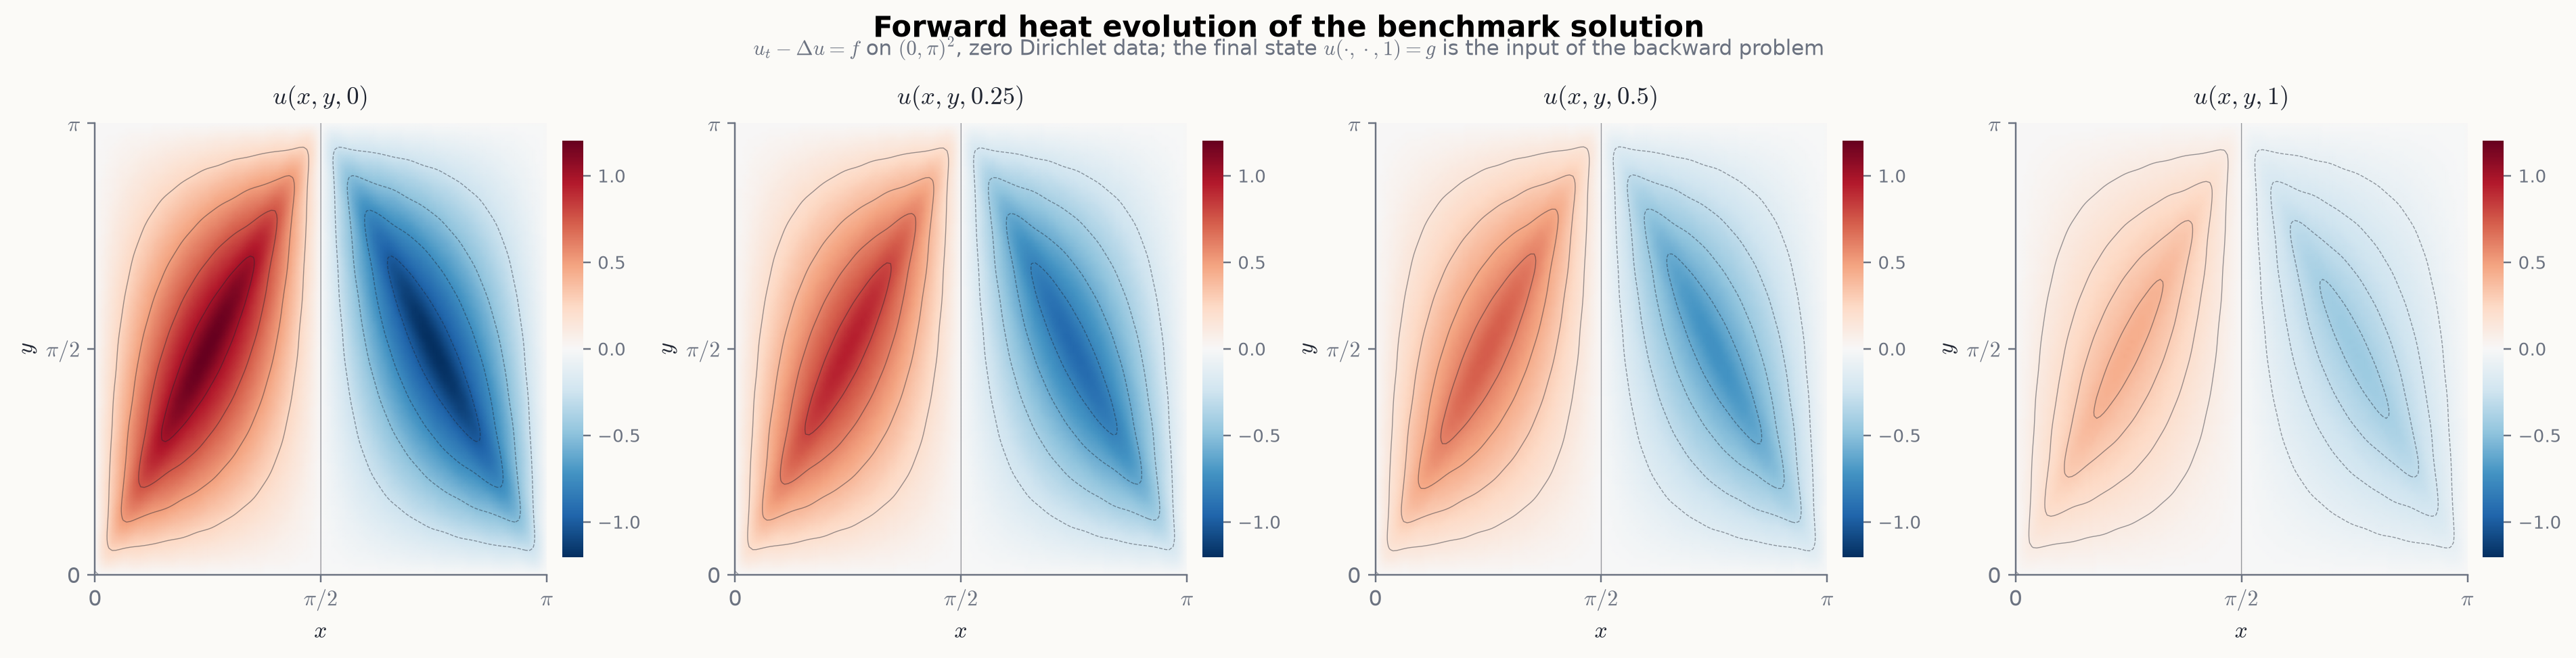 Forward heat evolution of the benchmark solution
u_t − Δu = f on (0, π)², zero Dirichlet data; the final state u(·, ·, 1) = g is the input of the backward problem
u(x, y, 0)
π
π/2
0
y
0
π/2
π
x
1.0
0.5
0.0
−0.5
−1.0
u(x, y, 0.25)
π
π/2
0
y
0
π/2
π
x
1.0
0.5
0.0
−0.5
−1.0
u(x, y, 0.5)
π
π/2
0
y
0
π/2
π
x
1.0
0.5
0.0
−0.5
−1.0
u(x, y, 1)
π
π/2
0
y
0
π/2
π
x
1.0
0.5
0.0
−0.5
−1.0